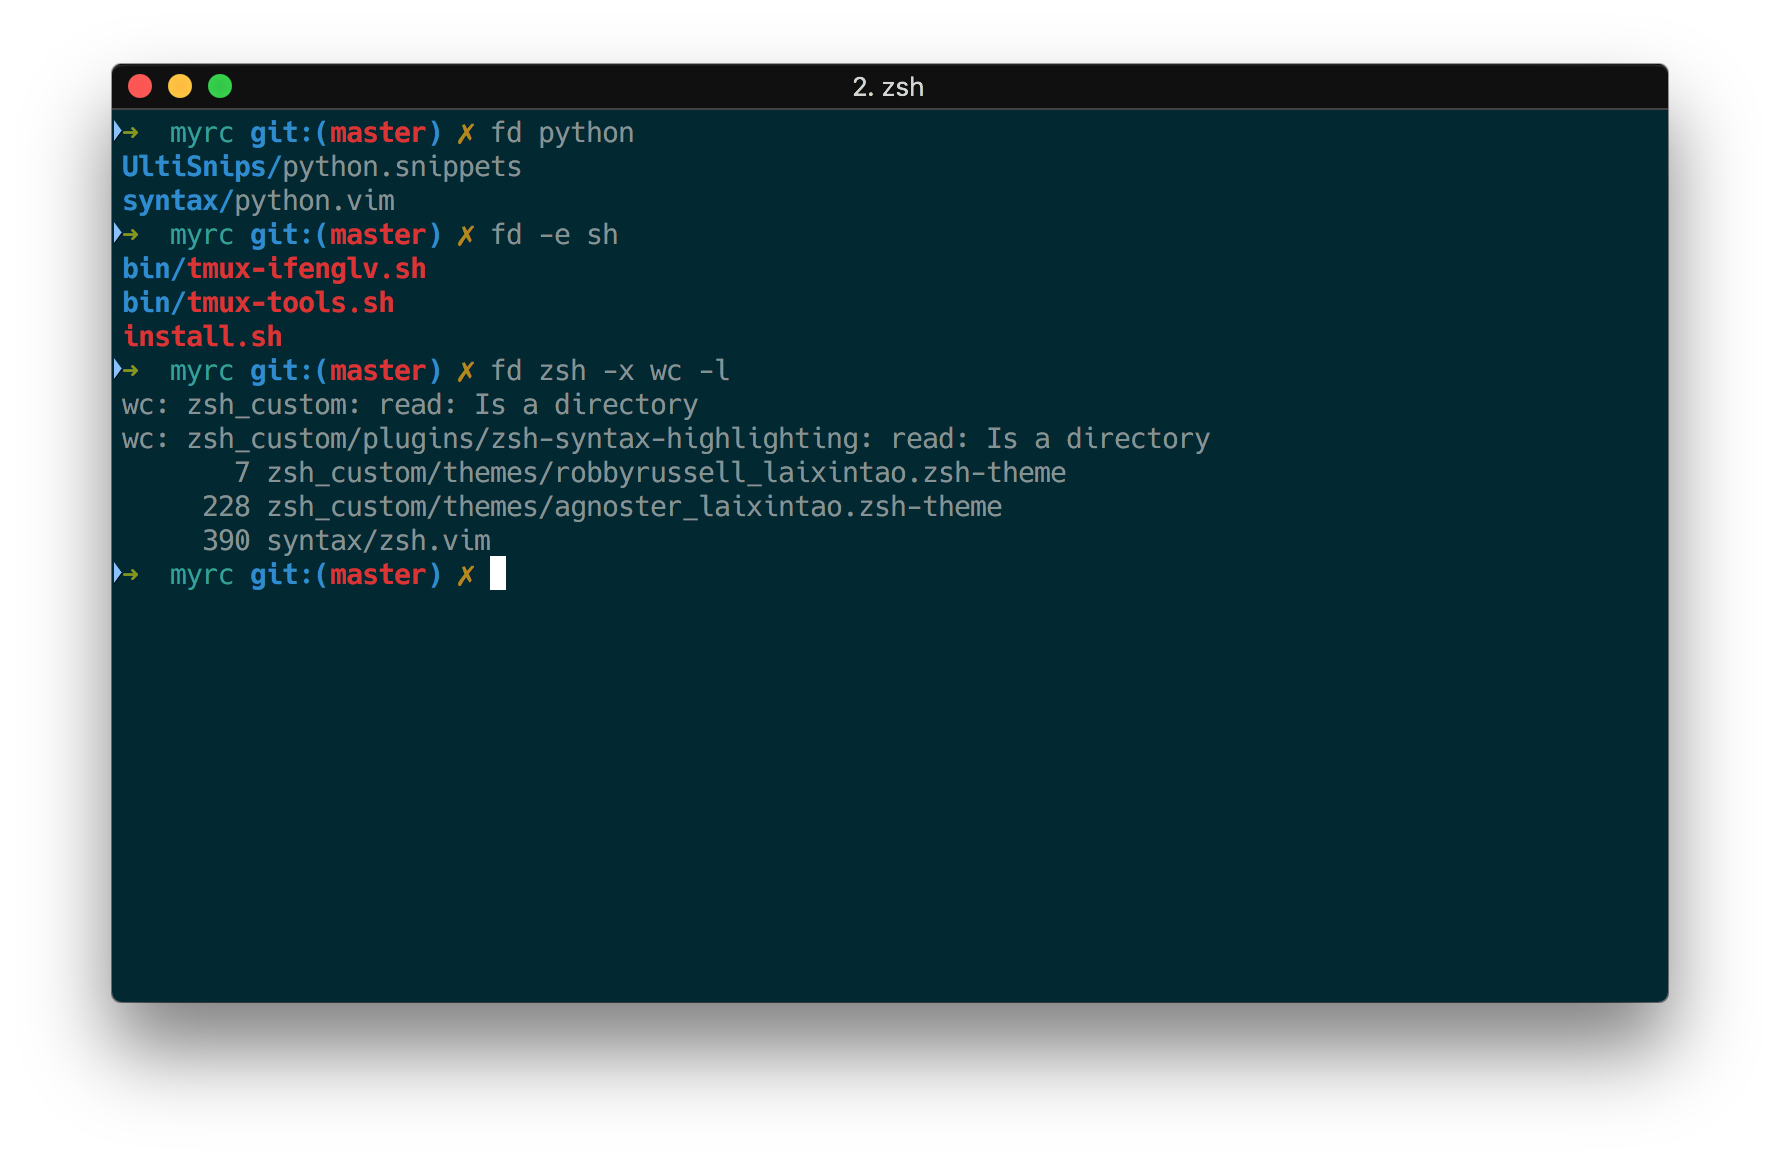 2. zsh
➜  myrc git:(master) ✗ fd python
UltiSnips/python.snippets
syntax/python.vim
➜  myrc git:(master) ✗ fd -e sh
bin/tmux-ifenglv.sh
bin/tmux-tools.sh
install.sh
➜  myrc git:(master) ✗ fd zsh -x wc -l
wc: zsh_custom: read: Is a directory
wc: zsh_custom/plugins/zsh-syntax-highlighting: read: Is a directory
       7 zsh_custom/themes/robbyrussell_laixintao.zsh-theme
     228 zsh_custom/themes/agnoster_laixintao.zsh-theme
     390 syntax/zsh.vim
➜  myrc git:(master) ✗